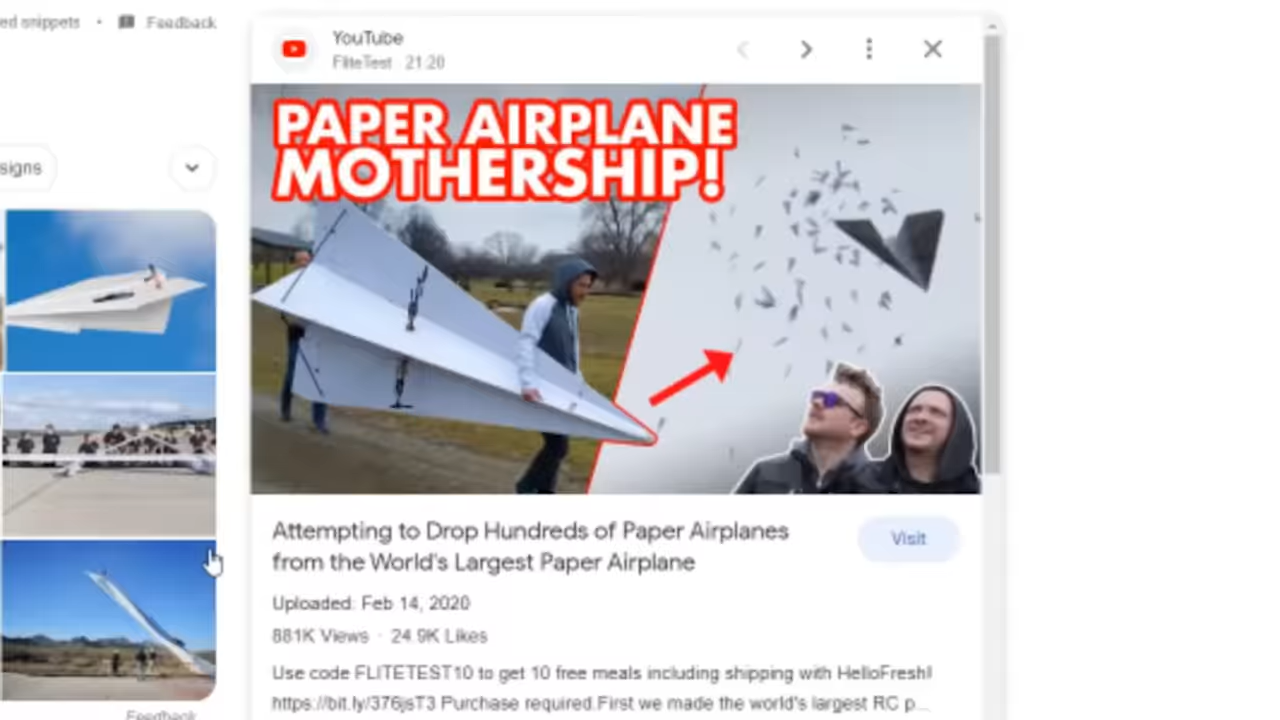 ed snippets • Feedback
YouTube
FliteTest · 21:20
PAPER AIRPLANE
MOTHERSHIP!
signs
Attempting to Drop Hundreds of Paper Airplanes
from the World's Largest Paper Airplane
Visit
Uploaded: Feb 14, 2020
881K Views · 24.9K Likes
Use code FLITETEST10 to get 10 free meals including shipping with HelloFresh!
https://bit.ly/376jsT3 Purchase required.First we made the world's largest RC p...
Feedback